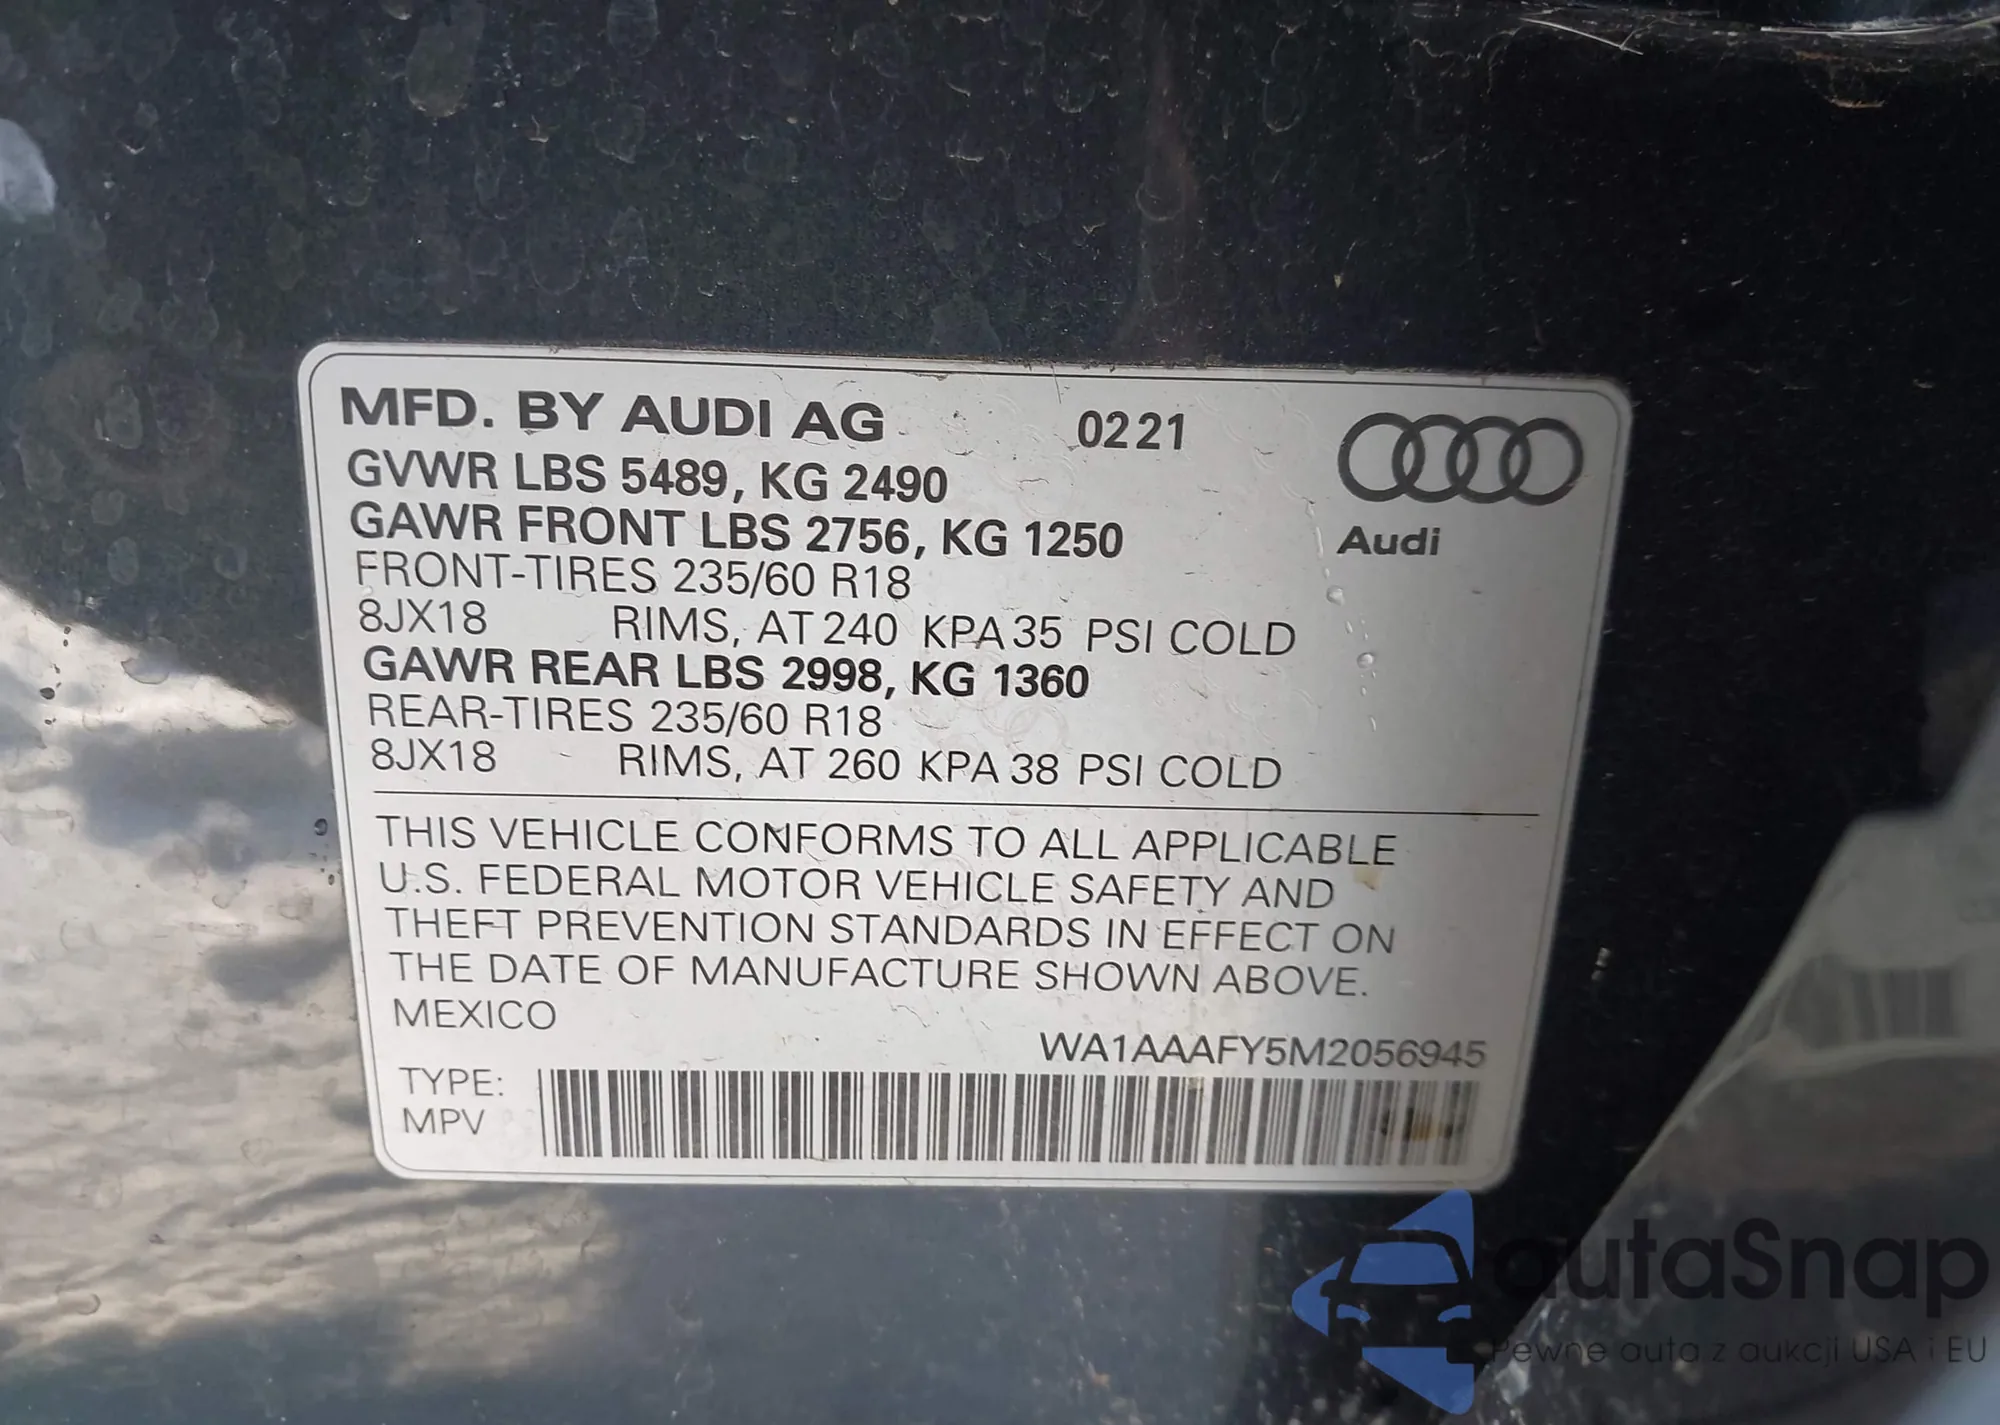 MFD. BY AUDI AG 0221
GVWR LBS 5489, KG 2490
GAWR FRONT LBS 2756, KG 1250
Audi
FRONT-TIRES 235/60 R18
8JX18 RIMS, AT 240 KPA 35 PSI COLD
GAWR REAR LBS 2998, KG 1360
REAR-TIRES 235/60 R18
8JX18 RIMS, AT 260 KPA 38 PSI COLD
THIS VEHICLE CONFORMS TO ALL APPLICABLE
U.S. FEDERAL MOTOR VEHICLE SAFETY AND
THEFT PREVENTION STANDARDS IN EFFECT ON
THE DATE OF MANUFACTURE SHOWN ABOVE.
MEXICO
WA1AAAFY5M2056945
TYPE:
MPV
autaSnap
Pewne auta z aukcji USA i EU